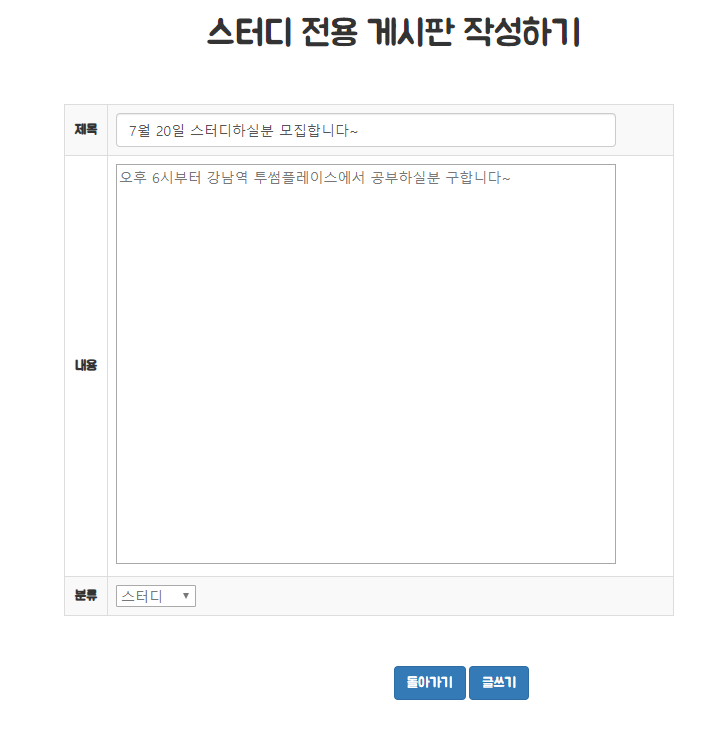 스터디 전용 게시판 작성하기
제목
7월 20일 스터디하실분 모집합니다~
내용
오후 6시부터 강남역 투썸플레이스에서 공부하실분 구합니다~
분류
스터디
돌아가기 글쓰기